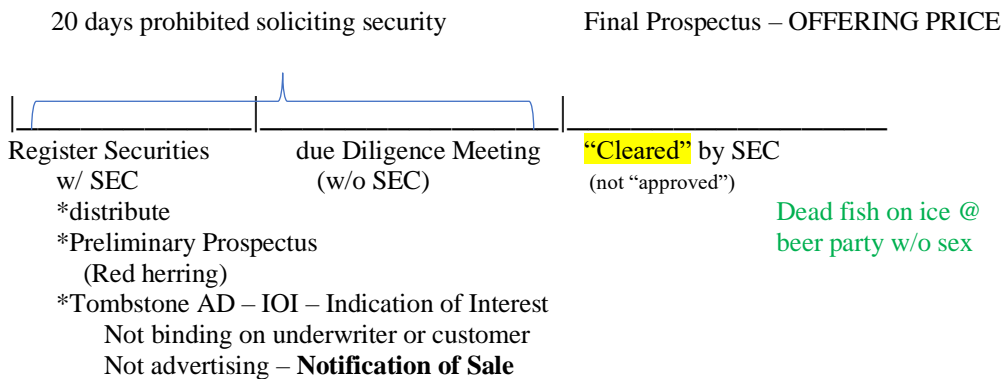 20 days prohibited soliciting security Final Prospectus – OFFERING PRICE
Register Securities due Diligence Meeting “Cleared” by SEC
w/ SEC (w/o SEC) (not “approved”)
*distribute Dead fish on ice @
*Preliminary Prospectus beer party w/o sex
(Red herring)
*Tombstone AD – IOI – Indication of Interest
Not binding on underwriter or customer
Not advertising – Notification of Sale